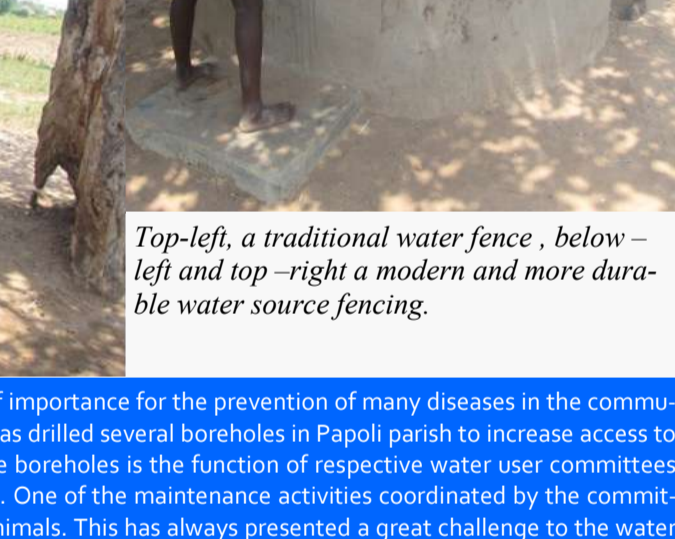 Top-left, a traditional water fence , below –
left and top –right a modern and more dura-
ble water source fencing.
importance for the prevention of many diseases in the commu-
as drilled several boreholes in Papoli parish to increase access to
boreholes is the function of respective water user committees
. One of the maintenance activities coordinated by the commit-
This has always presented a great challenge to the water